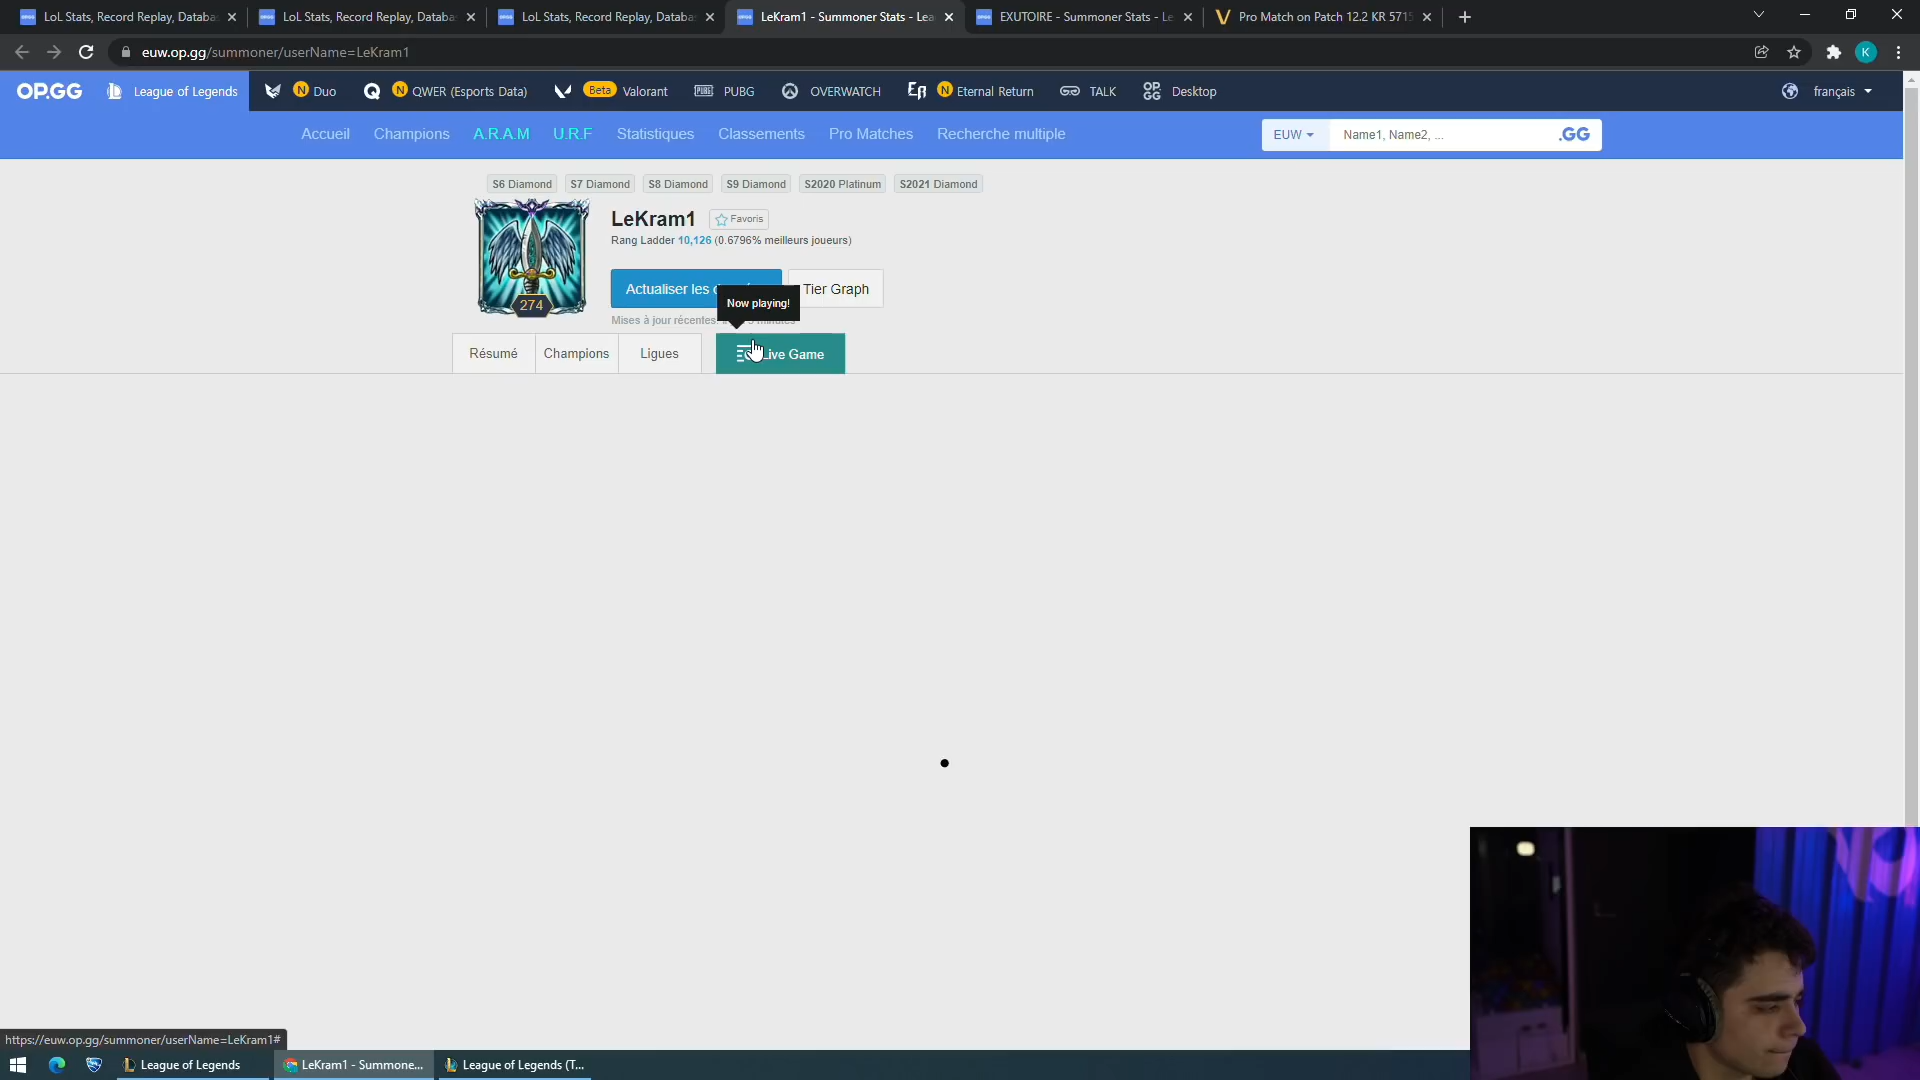 LoL Stats, Record Replay, Databa
LoL Stats, Record Replay, Databa
LoL Stats, Record Replay, Databa
LeKram1 - Summoner Stats - Lea
EXUTOIRE - Summoner Stats - Le
Pro Match on Patch 12.2 KR 5715
euw.op.gg/summoner/userName=LeKram1
K
OP.GG
League of Legends
N Duo
N QWER (Esports Data)
Beta Valorant
PUBG
OVERWATCH
N Eternal Return
TALK
OP.GG Desktop
français
Accueil
Champions
A.R.A.M
U.R.F
Statistiques
Classements
Pro Matches
Recherche multiple
EUW
Name1, Name2, ...
.GG
S6 Diamond
S7 Diamond
S8 Diamond
S9 Diamond
S2020 Platinum
S2021 Diamond
LeKram1
Favoris
Rang Ladder 10,126 (0.6796% meilleurs joueurs)
274
Actualiser les
Tier Graph
Now playing!
Mises à jour récentes: minutes
Résumé
Champions
Ligues
Live Game
https://euw.op.gg/summoner/userName=LeKram1#
League of Legends
LeKram1 - Summone...
League of Legends (T...